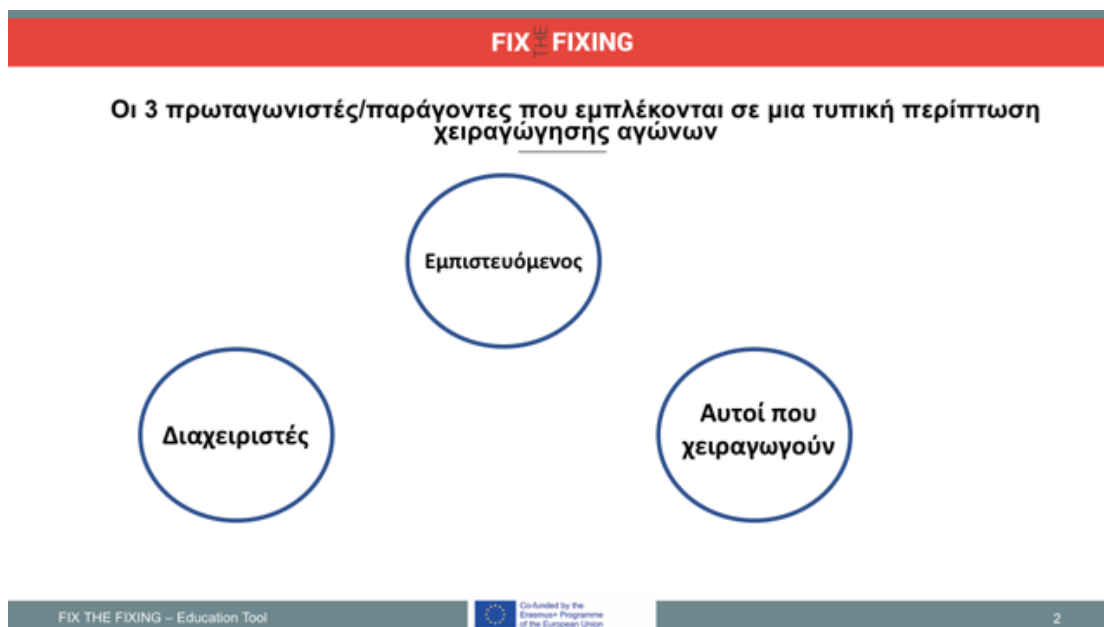 FIX THE FIXING
Οι 3 πρωταγωνιστές/παράγοντες που εμπλέκονται σε μια τυπική περίπτωση
χειραγώγησης αγώνων
Εμπιστευόμενος
Διαχειριστές
Αυτοί που
χειραγωγούν
FIX THE FIXING – Education Tool
Co-funded by the
Erasmus+ Programme
of the European Union
2